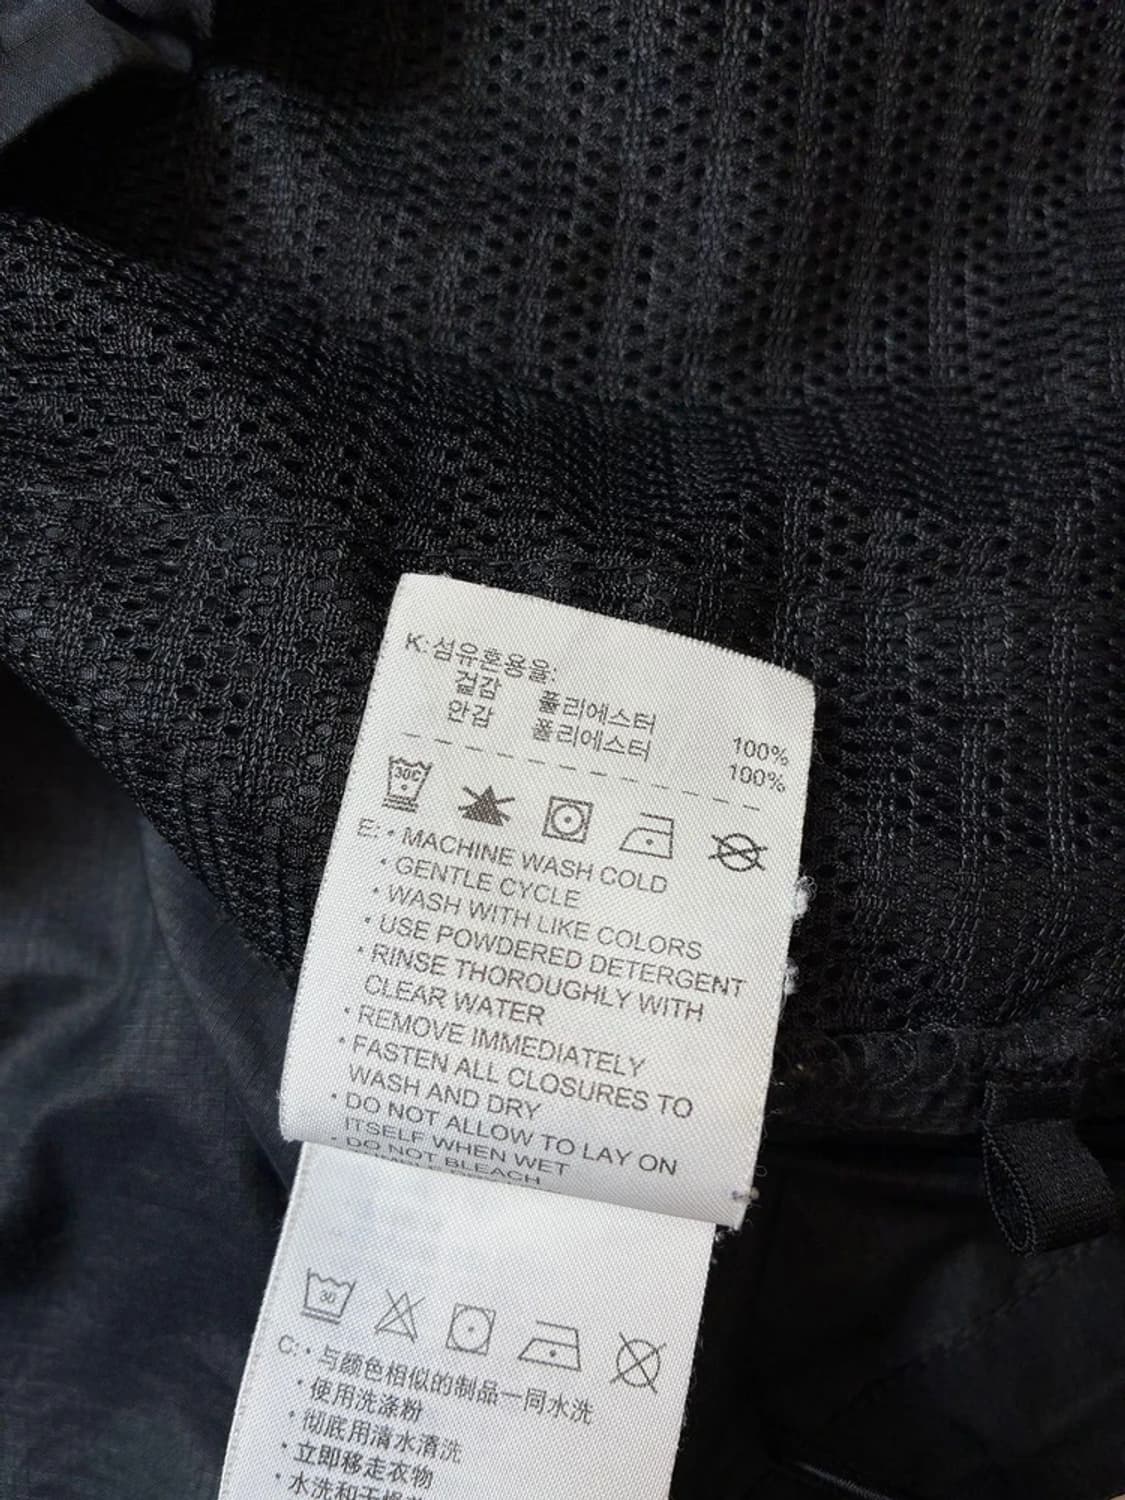 K: 섬유혼용율:
겉감 폴리에스터 100%
안감 폴리에스터 100%
30C
E: • MACHINE WASH COLD
• GENTLE CYCLE
• WASH WITH LIKE COLORS
• USE POWDERED DETERGENT
• RINSE THOROUGHLY WITH
CLEAR WATER
• REMOVE IMMEDIATELY
• FASTEN ALL CLOSURES TO
WASH AND DRY
• DO NOT ALLOW TO LAY ON
ITSELF WHEN WET
• DO NOT BLEACH
30
C: • 与颜色相似的制品一同水洗
• 使用洗涤粉
• 彻底用清水清洗
• 立即移走衣物
• 水洗和干燥